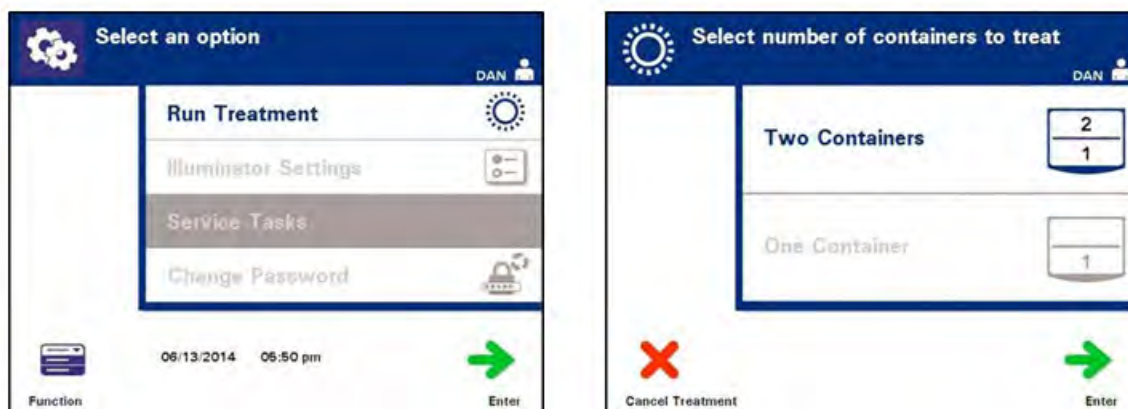 Select an option
DAN
Run Treatment
Illuminator Settings
Service Tasks
Change Password
06/13/2014 05:50 pm
Function
Enter
Select number of containers to treat
DAN
Two Containers
2
1
One Container
1
Cancel Treatment
Enter